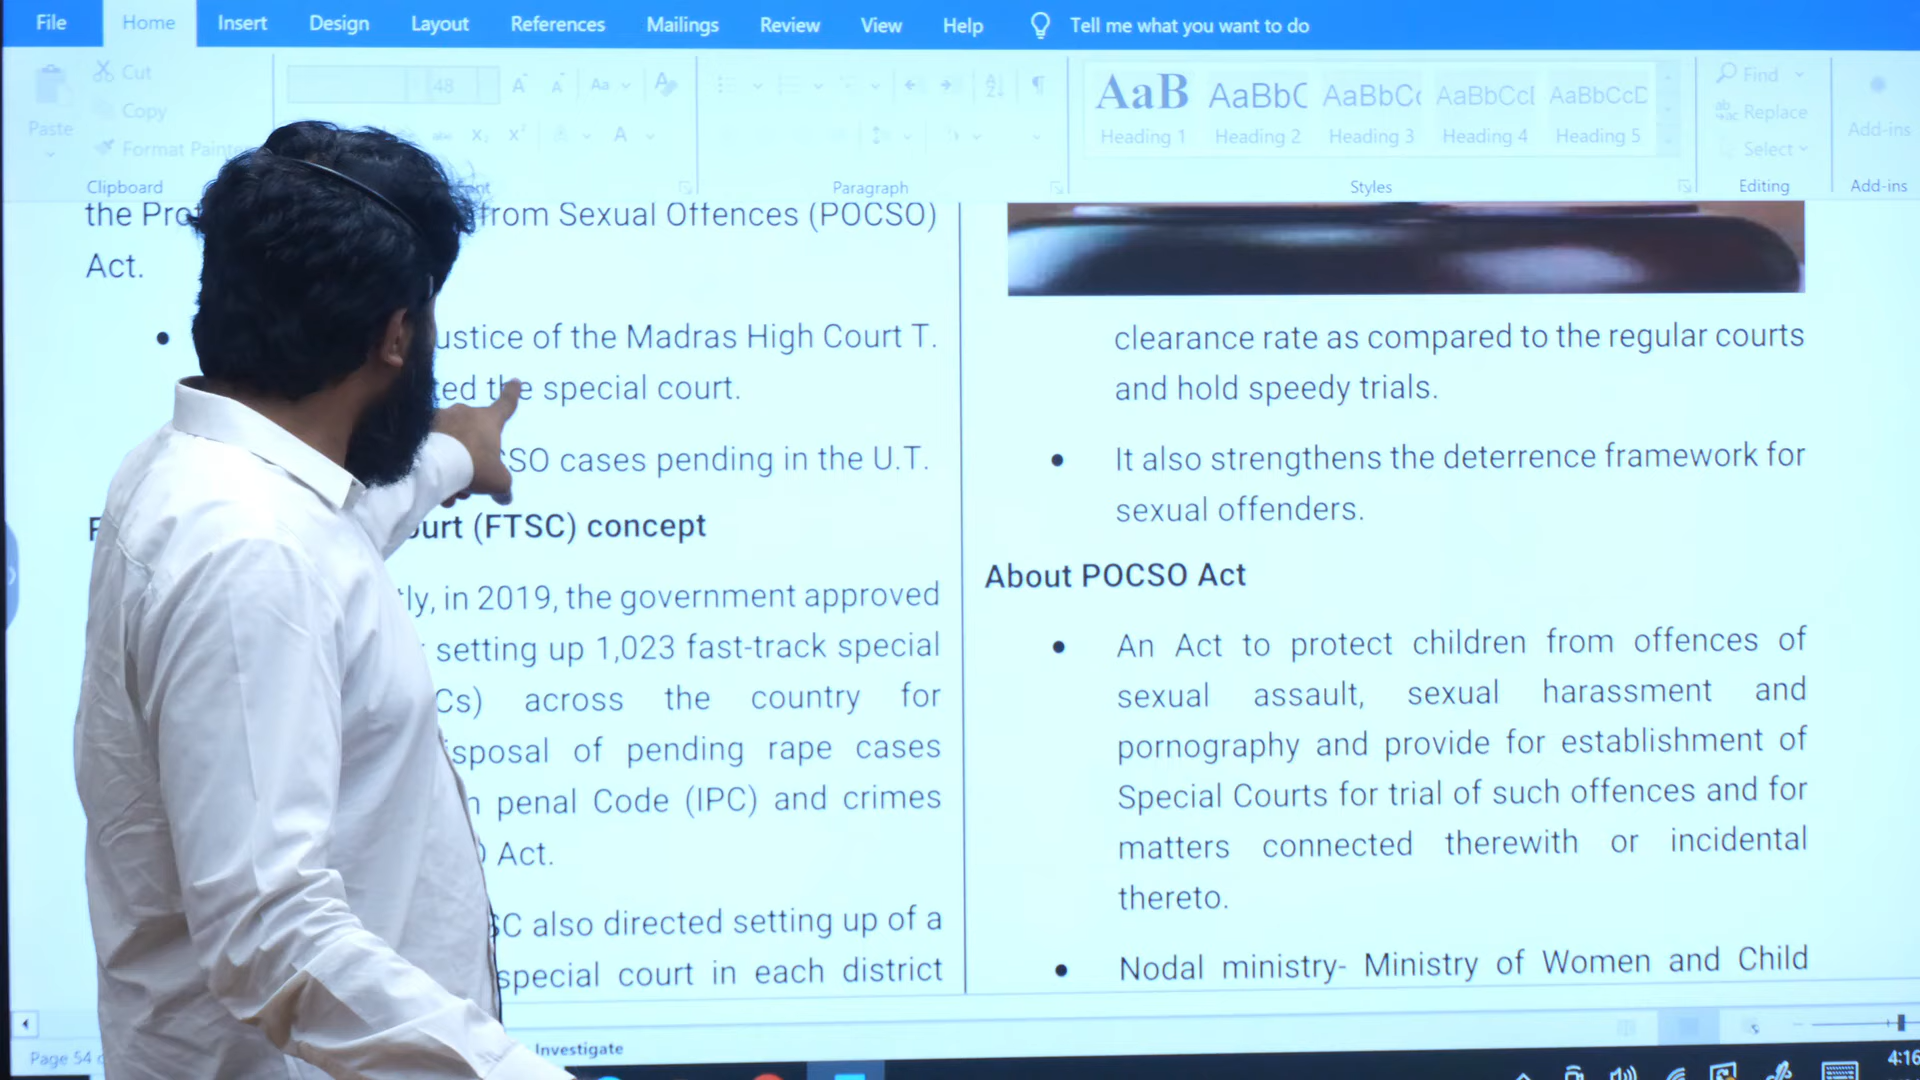 File Home Insert Design Layout References Mailings Review View Help Tell me what you want to do
Cut
Copy
Paste
Format Painter
Clipboard
48
Aa
Paragraph
AaB AaBbC AaBbCc AaBbCcI AaBbCcD
Heading 1 Heading 2 Heading 3 Heading 4 Heading 5
Styles
Find
Replace
Select
Editing
Add-ins
Add-ins
the from Sexual Offences (POCSO)
Act.
of the Madras High Court T.
the special court.
cases pending in the U.T.
(FTSC) concept
in 2019, the government approved
setting up 1,023 fast-track special
across the country for
of pending rape cases
penal Code (IPC) and crimes
Act.
also directed setting up of a
special court in each district
clearance rate as compared to the regular courts
and hold speedy trials.
• It also strengthens the deterrence framework for
sexual offenders.
About POCSO Act
• An Act to protect children from offences of
sexual assault, sexual harassment and
pornography and provide for establishment of
Special Courts for trial of such offences and for
matters connected therewith or incidental
thereto.
• Nodal ministry- Ministry of Women and Child
Page 54
Investigate
4:16